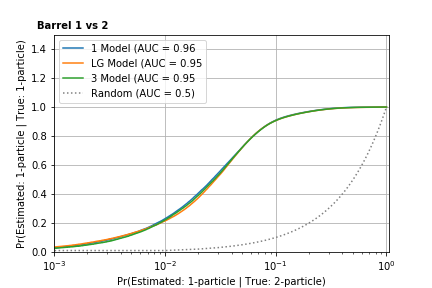 Barrel 1 vs 2
Pr(Estimated: 1-particle | True: 1-particle)
1.4
1.2
1.0
0.8
0.6
0.4
0.2
0.0
1 Model (AUC = 0.96
LG Model (AUC = 0.95
3 Model (AUC = 0.95
Random (AUC = 0.5)
10⁻³
10⁻²
10⁻¹
10⁰
Pr(Estimated: 1-particle | True: 2-particle)